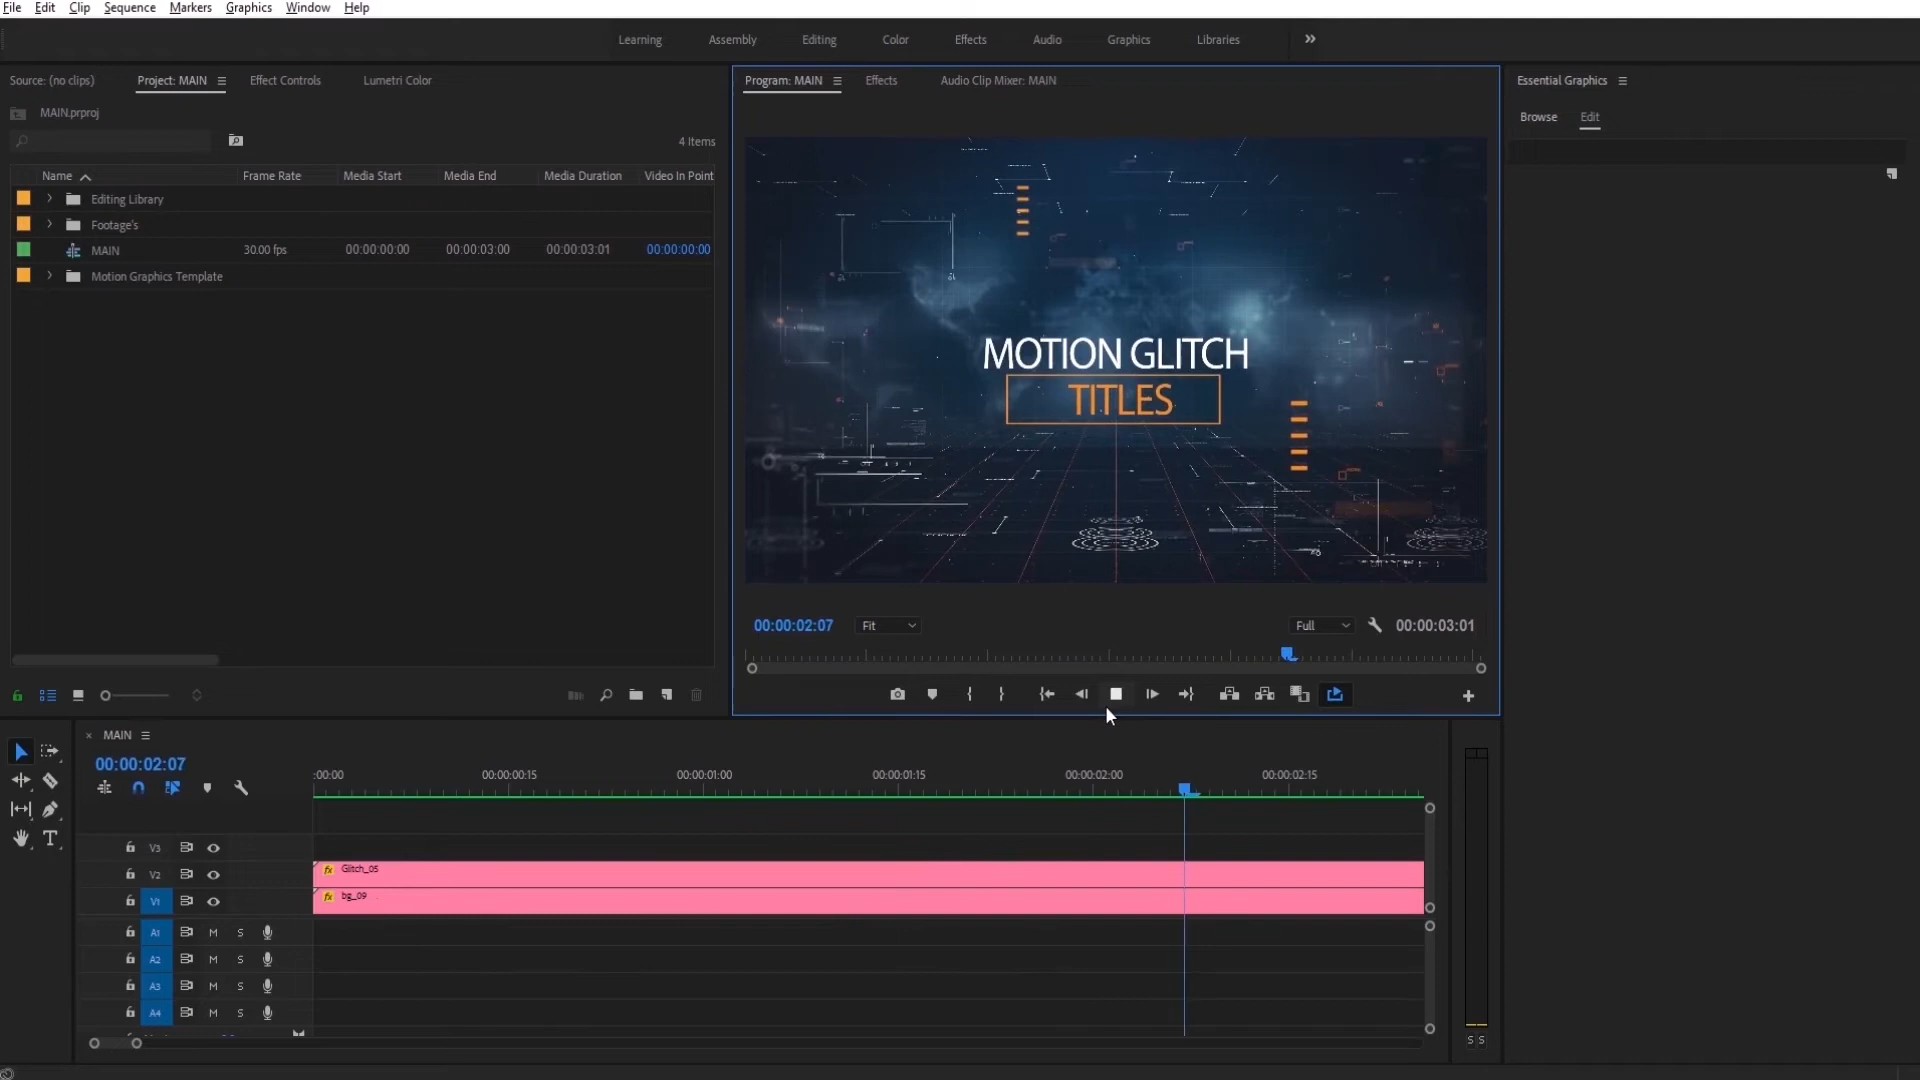 File Edit Clip Sequence Markers Graphics Window Help
Learning Assembly Editing Color Effects Audio Graphics Libraries
Source: (no clips) Project: MAIN Effect Controls Lumetri Color
MAIN.prproj
4 Items
Name Frame Rate Media Start Media End Media Duration Video In Point
Editing Library
Footage's
MAIN 30.00 fps 00:00:00:00 00:00:03:00 00:00:03:01 00:00:00:00
Motion Graphics Template
Program: MAIN Effects Audio Clip Mixer: MAIN
MOTION GLITCH
TITLES
00:00:02:07 Fit Full 00:00:03:01
Essential Graphics
Browse Edit
MAIN
00:00:02:07
:00:00 00:00:00:15 00:00:01:00 00:00:01:15 00:00:02:00 00:00:02:15
V3
V2 fx Glitch_05
V1 fx bg_09
A1 M S
A2 M S
A3 M S
A4 M S
S S